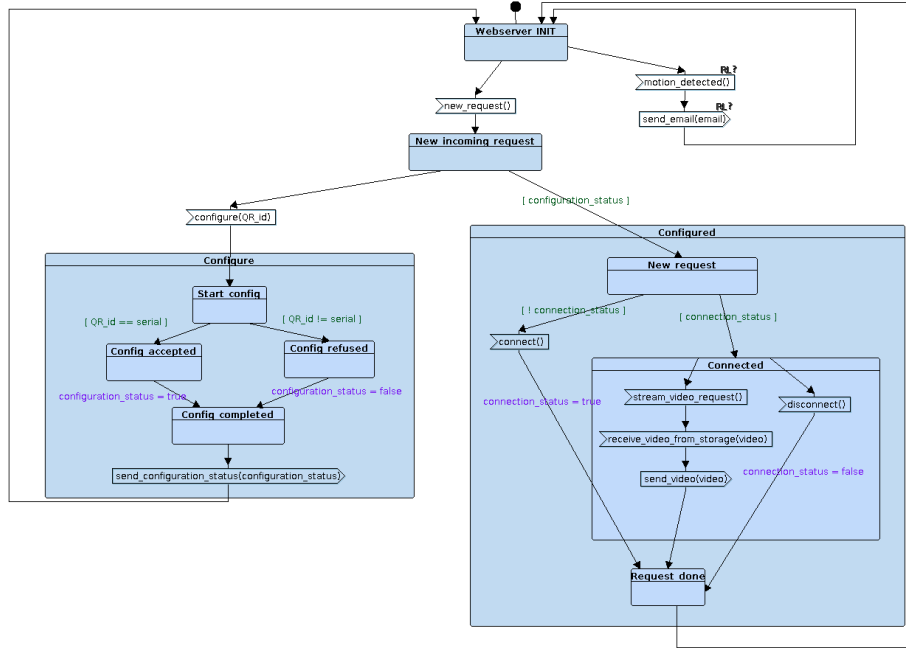 Webserver INIT
RL?
motion_detected()
new_request()
RL?
send_email(email)
New incoming request
[ configuration_status ]
configure(QR_id)
Configured
Configure
New request
Start config
[ ! connection_status ]
[ connection_status ]
[ QR_id == serial ]
[ QR_id != serial ]
connect()
Config accepted
Config refused
Connected
configuration_status = true
configuration_status = false
stream_video_request()
connection_status = true
disconnect()
Config completed
receive_video_from_storage(video)
send_configuration_status(configuration_status)
connection_status = false
send_video(video)
Request done